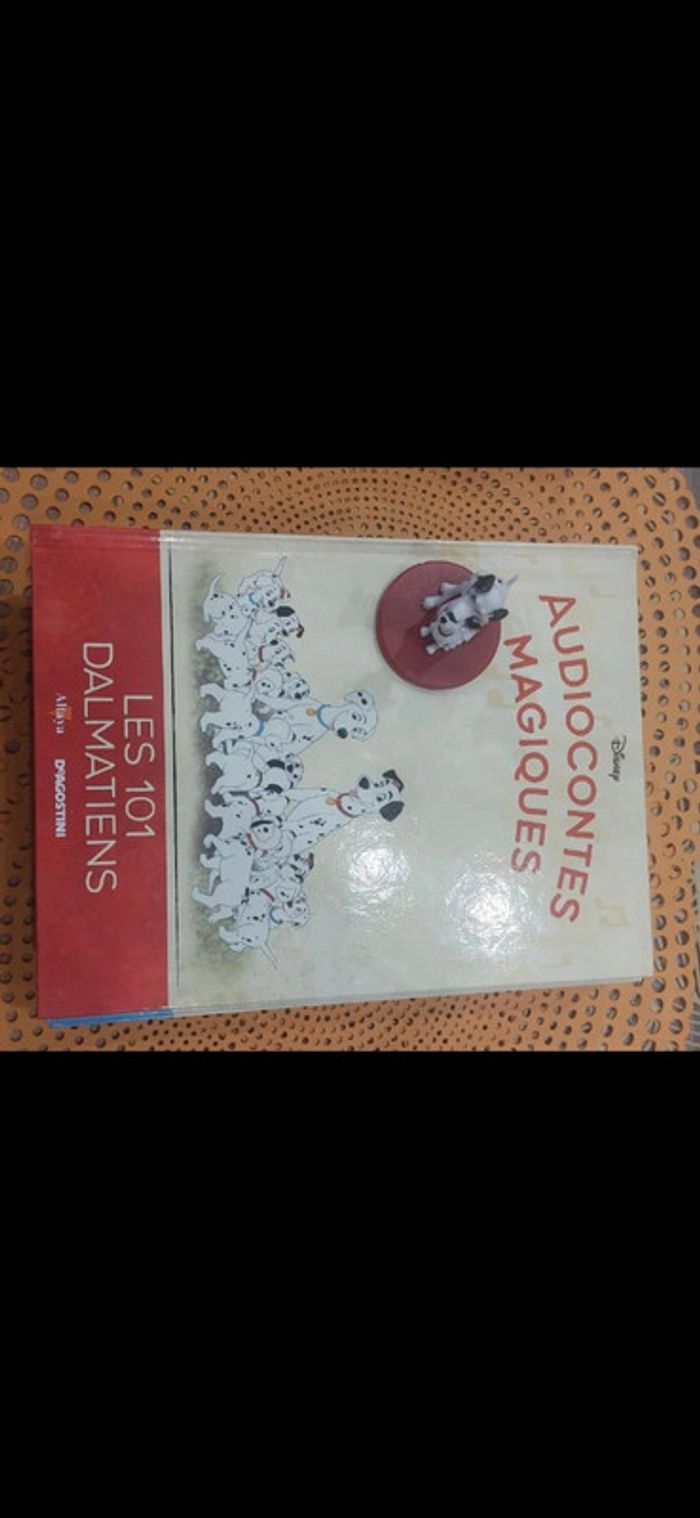 Disney
AUDIOCONTES
MAGIQUES
LES 101
DALMATIENS
Altaya
DeAGOSTINI